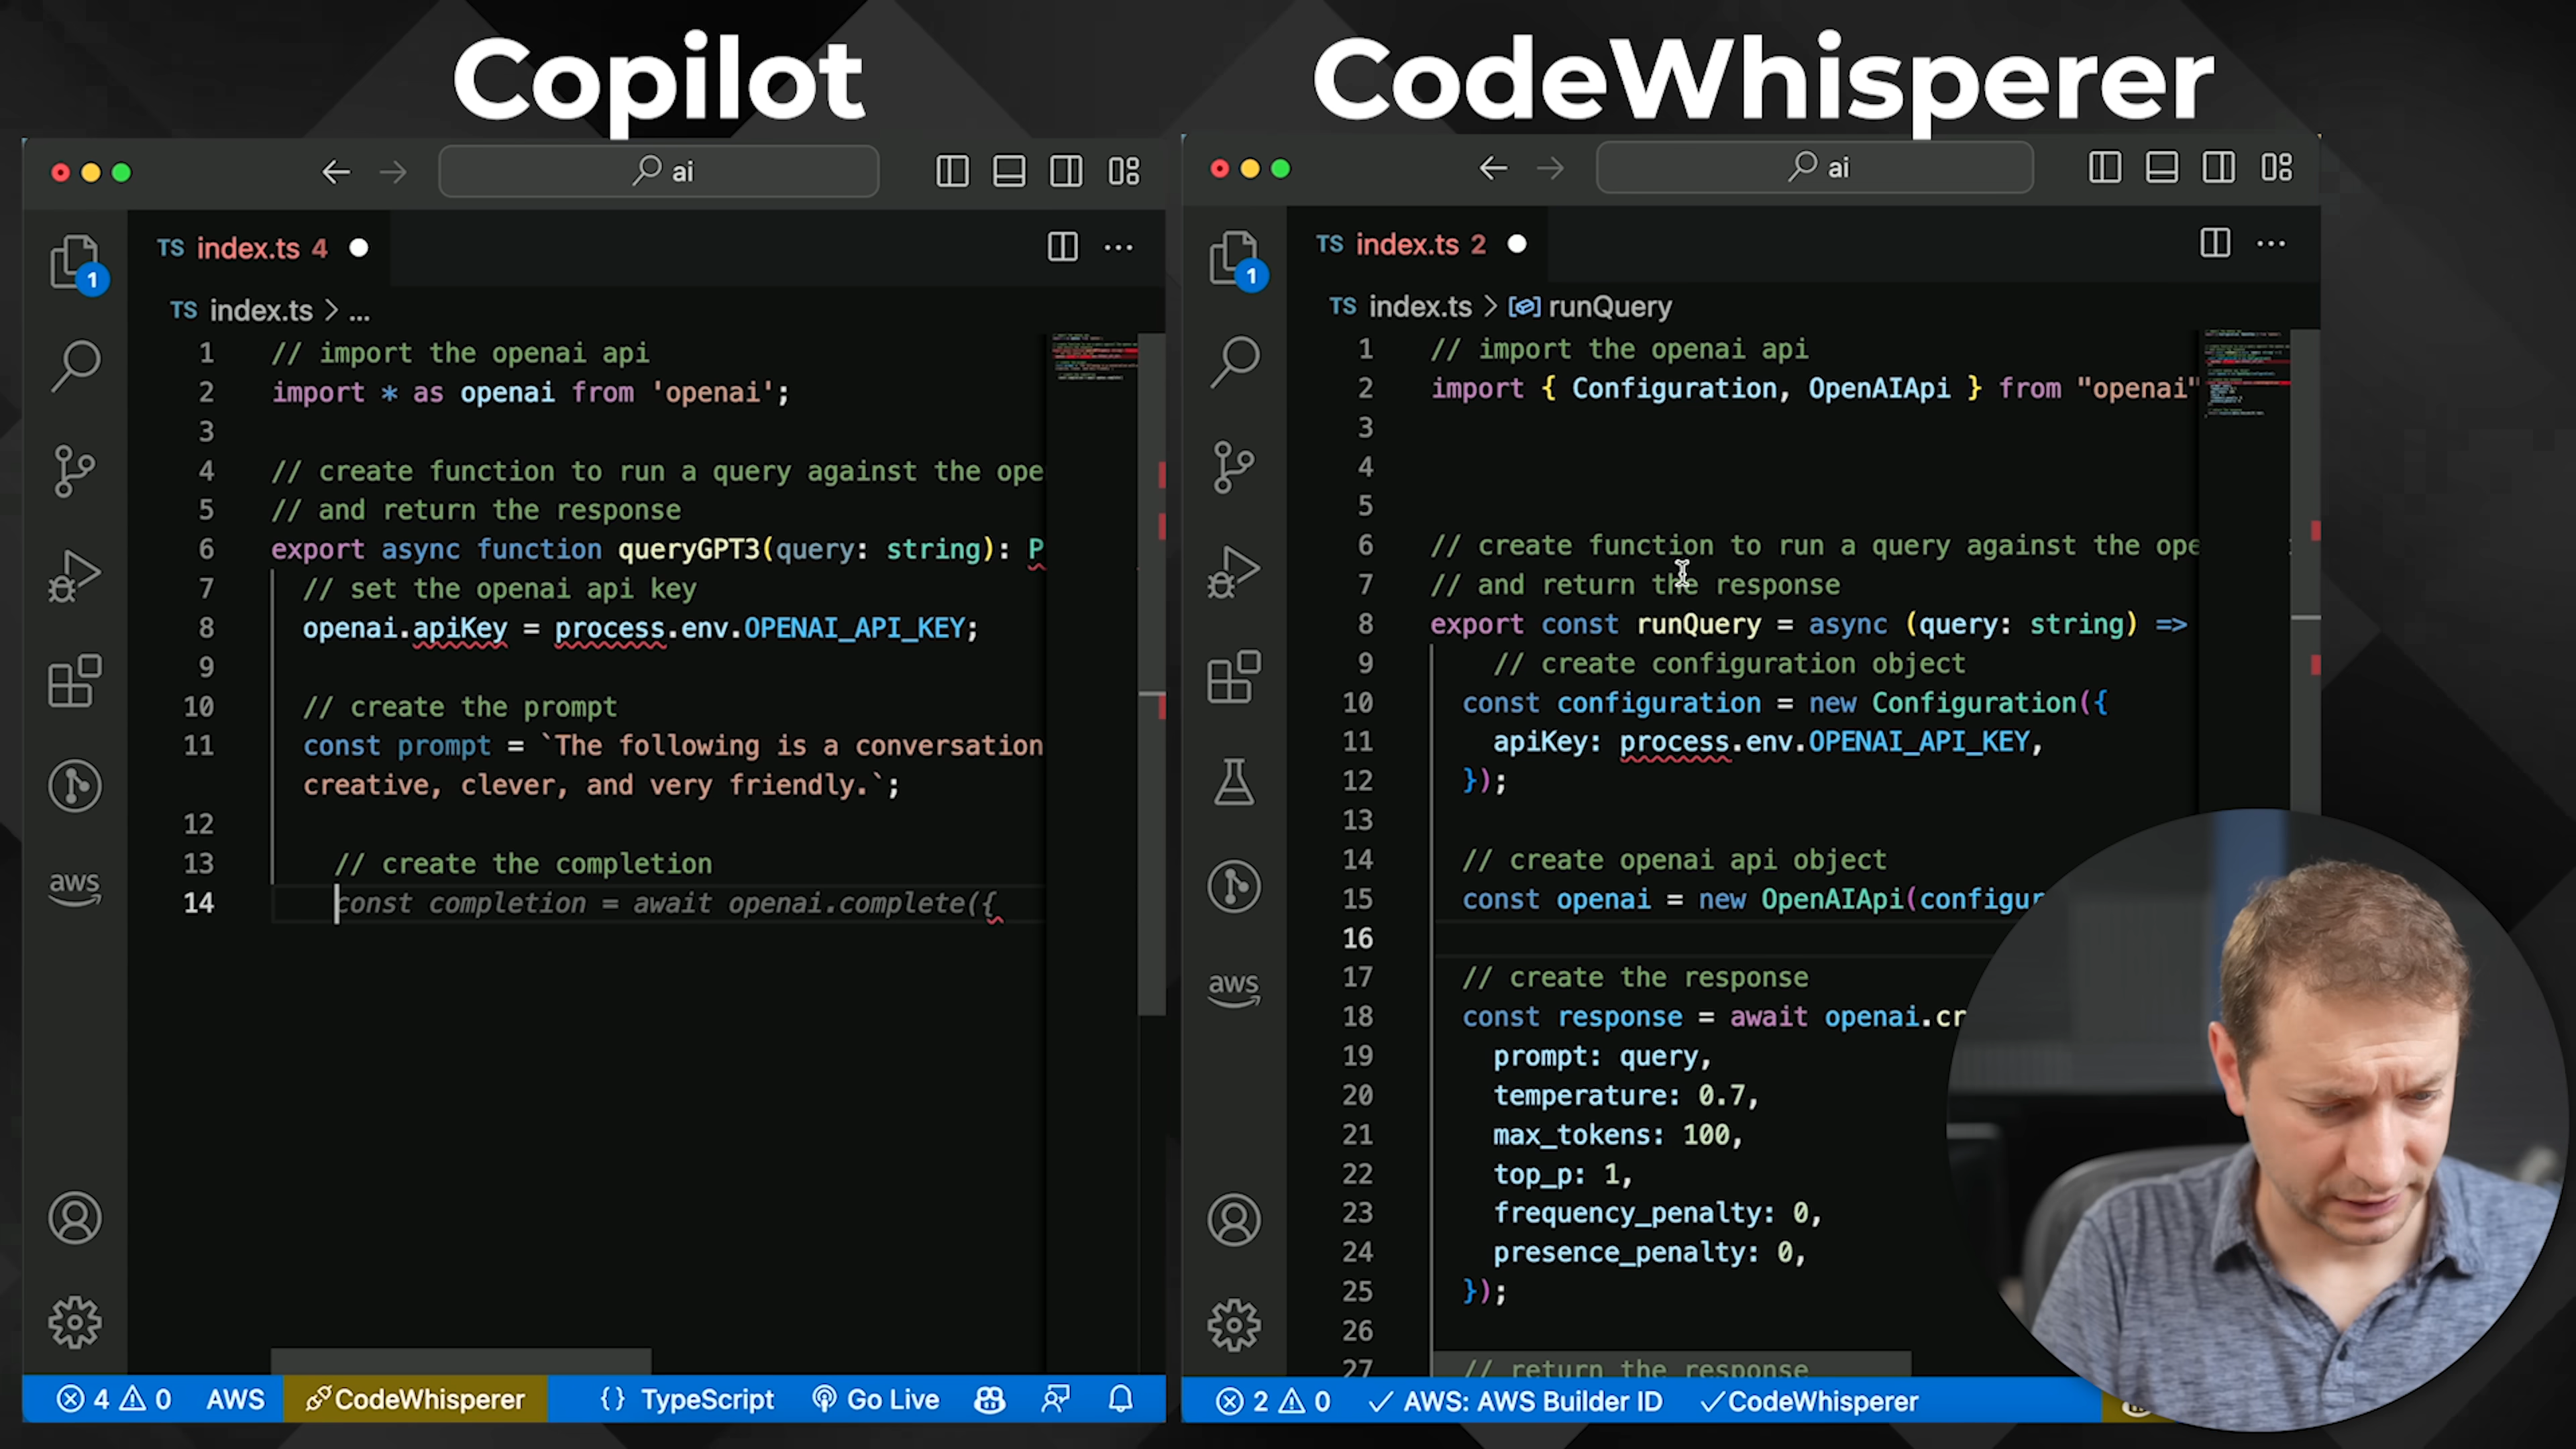 Copilot
CodeWhisperer
ai
TS index.ts 4
TS index.ts > ...
1
1 // import the openai api
2 import * as openai from 'openai';
3
4 // create function to run a query against the ope
5 // and return the response
6 export async function queryGPT3(query: string): P
7 // set the openai api key
8 openai.apiKey = process.env.OPENAI_API_KEY;
9
10 // create the prompt
11 const prompt = `The following is a conversation
creative, clever, and very friendly.`;
12
13 // create the completion
14 const completion = await openai.complete({
aws
4 0 AWS CodeWhisperer {} TypeScript Go Live
ai
TS index.ts 2
TS index.ts > runQuery
1
1 // import the openai api
2 import { Configuration, OpenAIApi } from "openai"
3
4
5
6 // create function to run a query against the ope
7 // and return the response
8 export const runQuery = async (query: string) =>
9 // create configuration object
10 const configuration = new Configuration({
11 apiKey: process.env.OPENAI_API_KEY,
12 });
13
14 // create openai api object
15 const openai = new OpenAIApi(configur
16
17 // create the response
18 const response = await openai.cr
19 prompt: query,
20 temperature: 0.7,
21 max_tokens: 100,
22 top_p: 1,
23 frequency_penalty: 0,
24 presence_penalty: 0,
25 });
26
27 // return the response
aws
2 0 AWS: AWS Builder ID CodeWhisperer